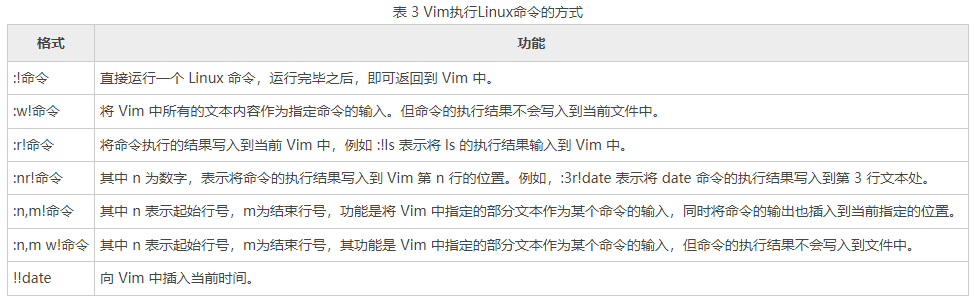 表 3 Vim执行Linux命令的方式
格式 功能
:!命令 直接运行一个 Linux 命令，运行完毕之后，即可返回到 Vim 中。
:w!命令 将 Vim 中所有的文本内容作为指定命令的输入。但命令的执行结果不会写入到当前文件中。
:r!命令 将命令执行的结果写入到当前 Vim 中，例如 :!ls 表示将 ls 的执行结果输入到 Vim 中。
:nr!命令 其中 n 为数字，表示将命令的执行结果写入到 Vim 第 n 行的位置。例如，:3r!date 表示将 date 命令的执行结果写入到第 3 行文本处。
:n,m!命令 其中 n 表示起始行号，m为结束行号，功能是将 Vim 中指定的部分文本作为某个命令的输入，同时将命令的输出也插入到当前指定的位置。
:n,m w!命令 其中 n 表示起始行号，m为结束行号，其功能是 Vim 中指定的部分文本作为某个命令的输入，但命令的执行结果不会写入到文件中。
!!date 向 Vim 中插入当前时间。